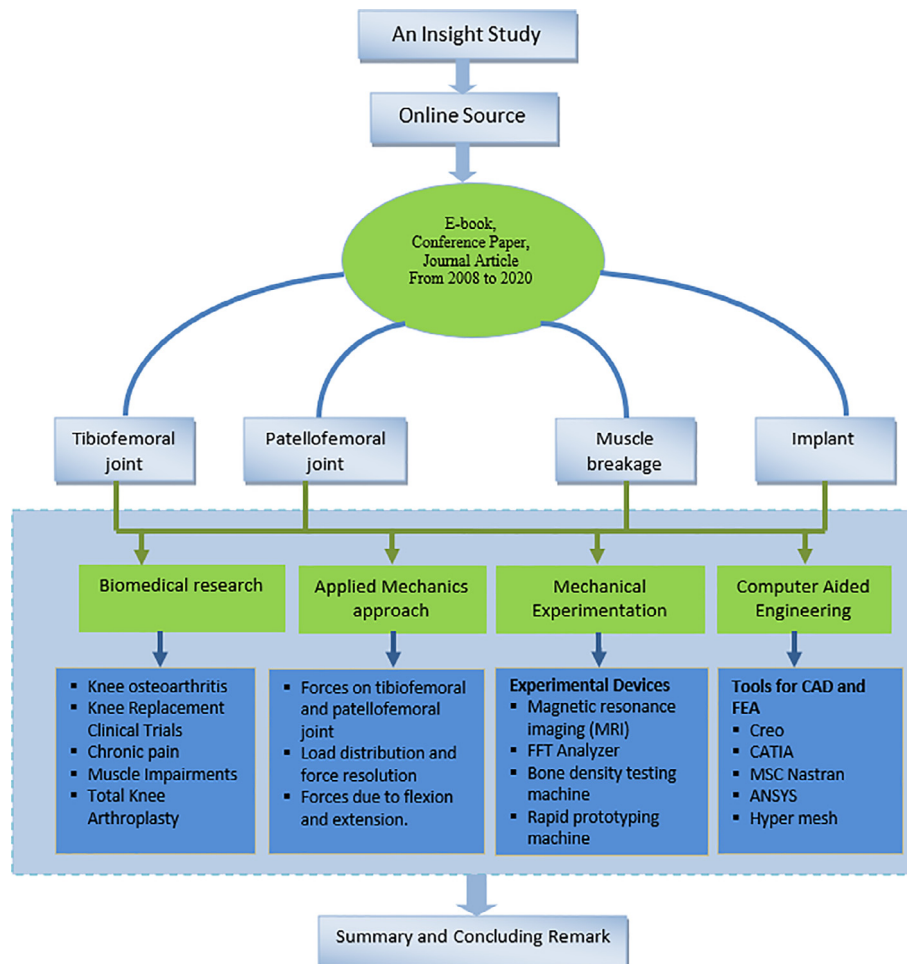 An Insight Study
Online Source
E-book,
Conference Paper,
Journal Article
From 2008 to 2020
Tibiofemoral
joint
Patellofemoral
joint
Muscle
breakage
Implant
Biomedical research
Applied Mechanics
approach
Mechanical
Experimentation
Computer Aided
Engineering
▪ Knee osteoarthritis
▪ Knee Replacement
Clinical Trials
▪ Chronic pain
▪ Muscle Impairments
▪ Total Knee
Arthroplasty
▪ Forces on tibiofemoral
and patellofemoral
joint
▪ Load distribution and
force resolution
▪ Forces due to flexion
and extension.
Experimental Devices
▪ Magnetic resonance
imaging (MRI)
▪ FFT Analyzer
▪ Bone density testing
machine
▪ Rapid prototyping
machine
Tools for CAD and
FEA
▪ Creo
▪ CATIA
▪ MSC Nastran
▪ ANSYS
▪ Hyper mesh
Summary and Concluding Remark